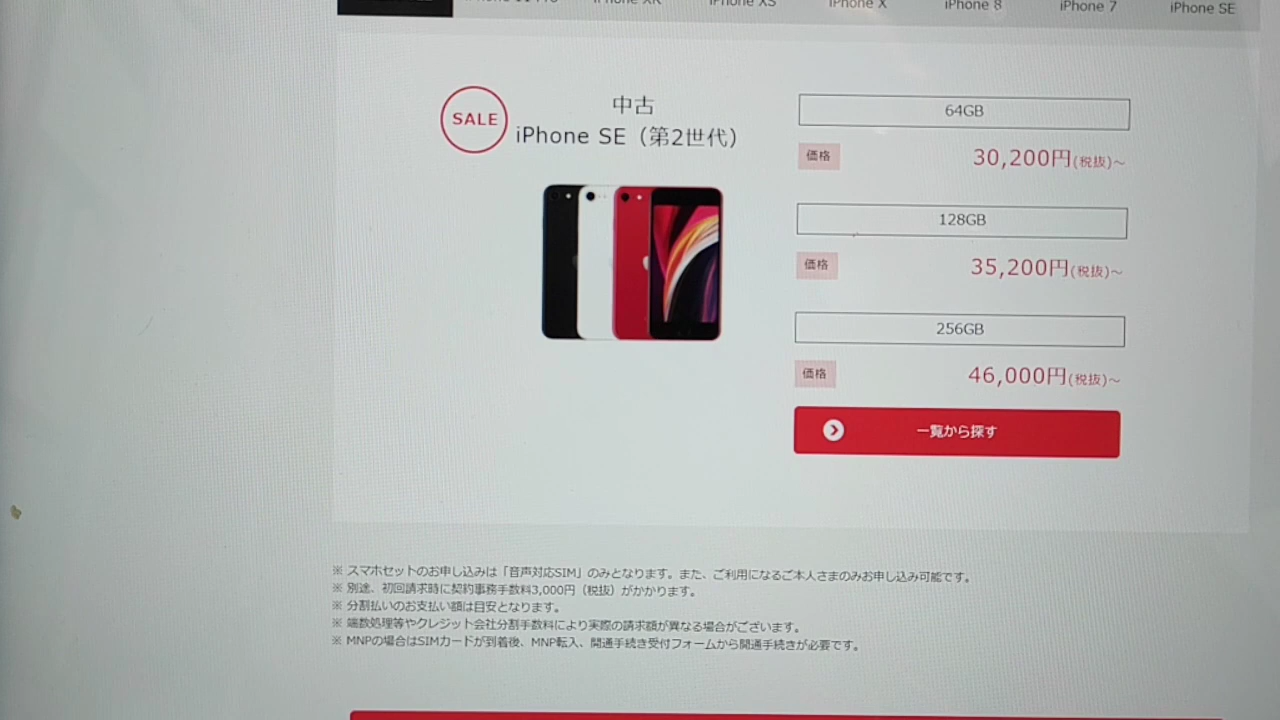 iPhone XR
iPhone XS
iPhone X
iPhone 8
iPhone 7
iPhone SE
SALE
中古
iPhone SE（第2世代）
64GB
価格
30,200円(税抜)～
128GB
価格
35,200円(税抜)～
256GB
価格
46,000円(税抜)～
一覧から探す
※ スマホセットのお申し込みは「音声対応SIM」のみとなります。また、ご利用になるご本人さまのみお申し込み可能です。
※ 別途、初回請求時に契約事務手数料3,000円（税抜）がかかります。
※ 分割払いのお支払い額は目安となります。
※ 端数処理等やクレジット会社分割手数料により実際の請求額が異なる場合がございます。
※ MNPの場合はSIMカードが到着後、MNP転入、開通手続き受付フォームから開通手続きが必要です。